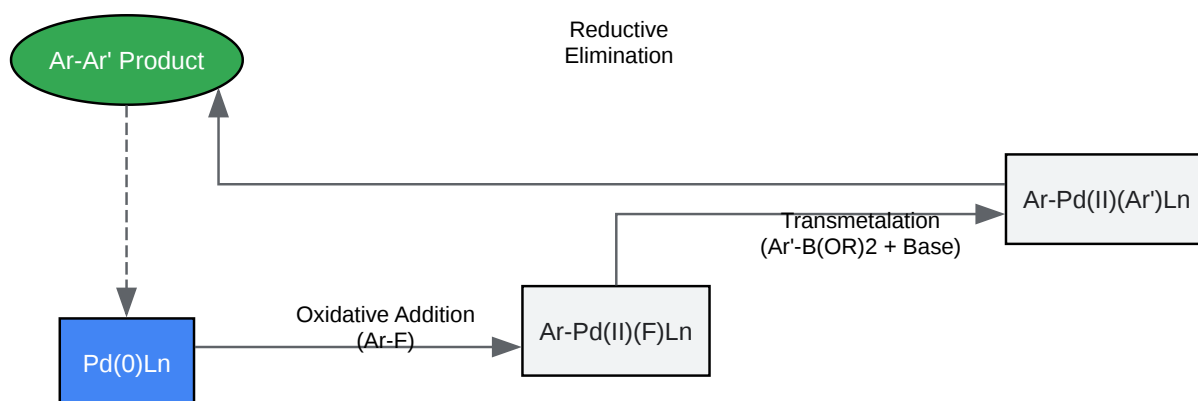 Reductive
Elimination
Ar-Ar' Product
Ar-Pd(II)(Ar')Ln
Transmetalation
(Ar'-B(OR)2 + Base)
Oxidative Addition
(Ar-F)
Ar-Pd(II)(F)Ln
Pd(0)Ln